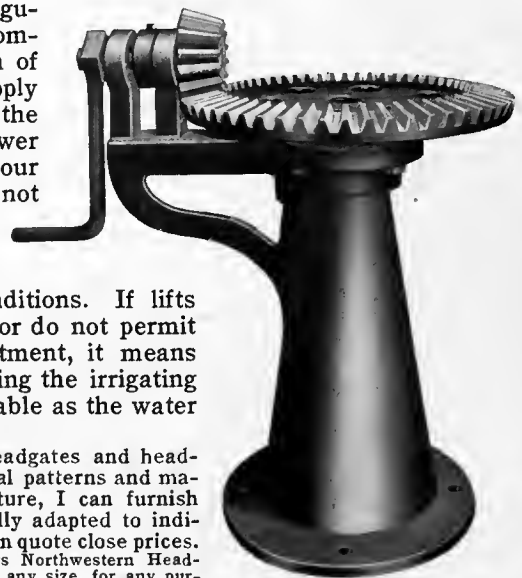 gu-
om-
n of
pply
the
wer
our
not
nditions. If lifts
or do not permit
tment, it means
ing the irrigating
able as the water
eadgates and head-
al patterns and ma-
ture, I can furnish
lly adapted to indi-
n quote close prices.
s Northwestern Head-
any size, for any pur-